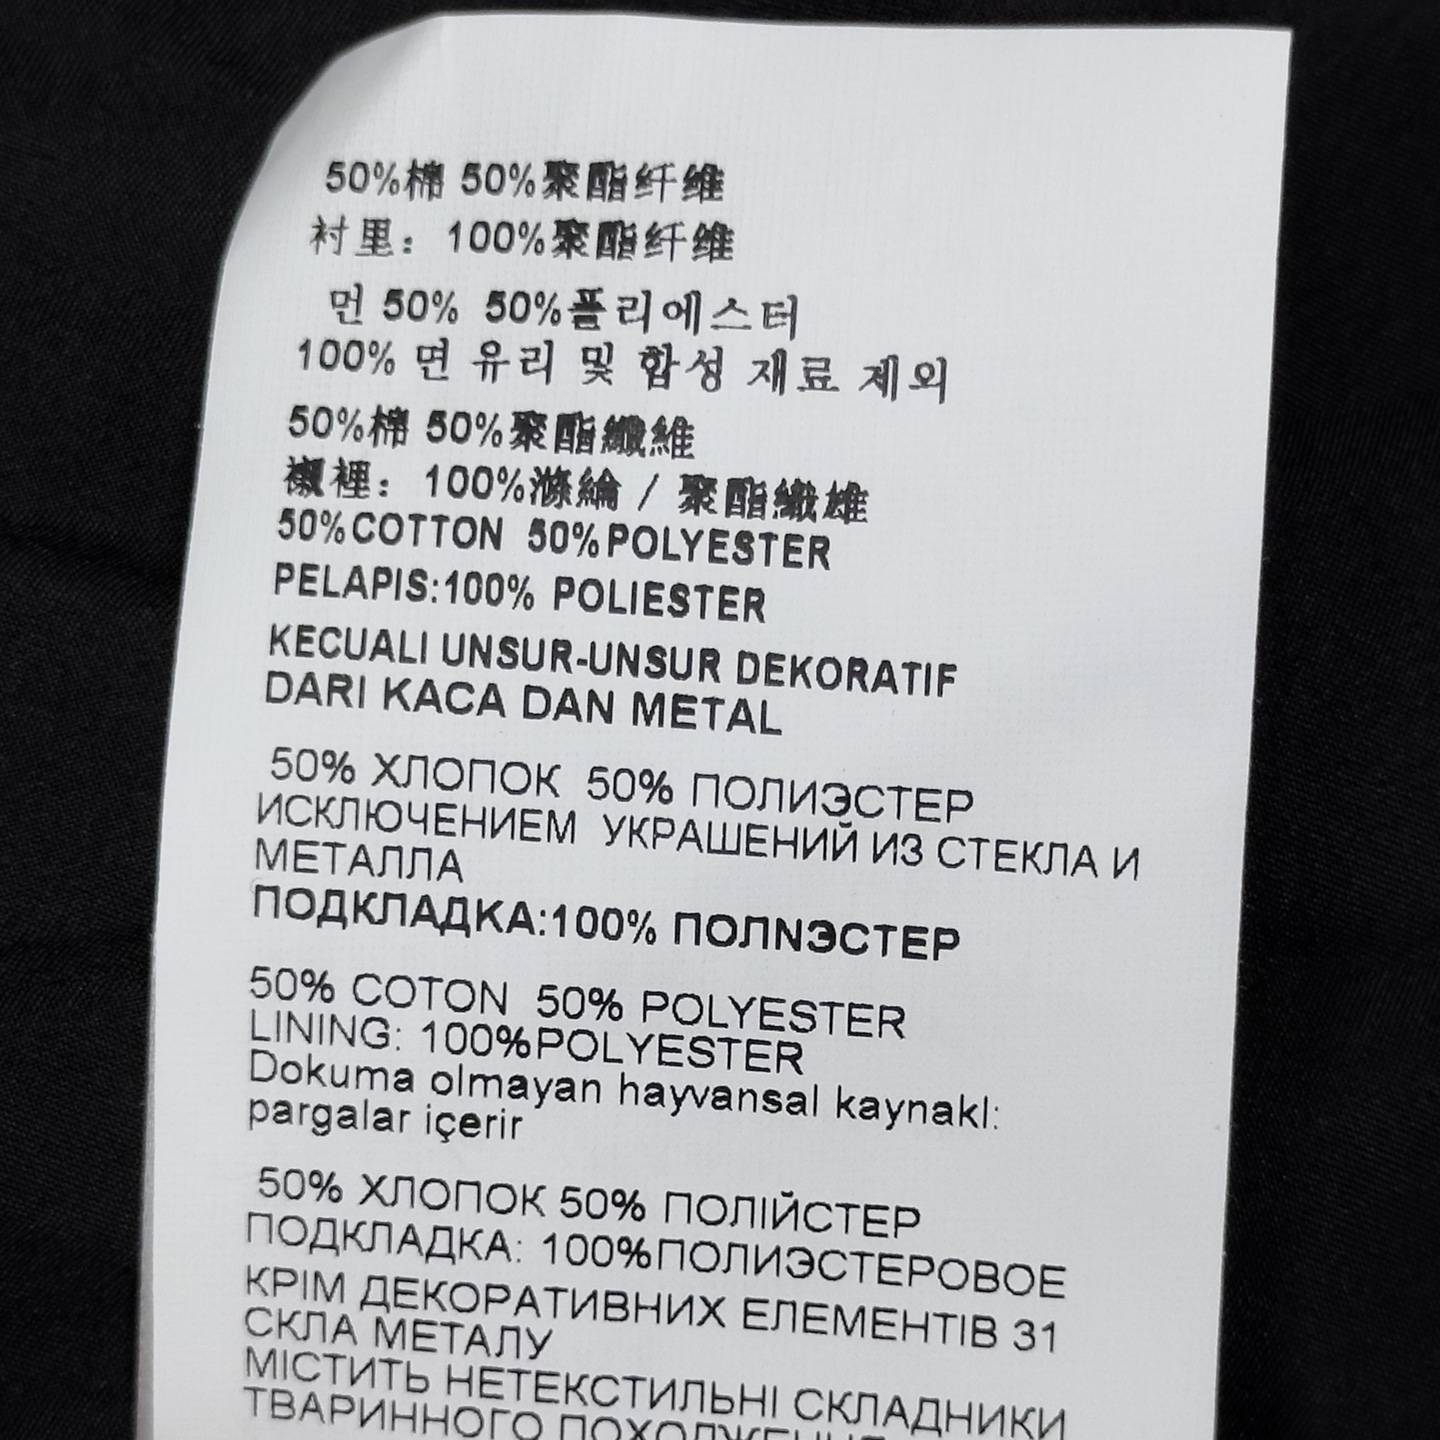 50%棉 50%聚酯纤维
衬里：100%聚酯纤维
먼 50% 50%폴리에스터
100% 면 유리 및 합성 재료 제외
50%棉 50%聚酯纖維
襯裡：100%滌綸 / 聚酯纖雄
50%COTTON 50%POLYESTER
PELAPIS:100% POLIESTER
KECUALI UNSUR-UNSUR DEKORATIF
DARI KACA DAN METAL
50% ХЛОПОК 50% ПОЛИЭСТЕР
ИСКЛЮЧЕНИЕМ УКРАШЕНИЙ ИЗ СТЕКЛА И
МЕТАЛЛА
ПОДКЛАДКА:100% ПОЛNЭСТЕР
50% COTON 50% POLYESTER
LINING: 100%POLYESTER
Dokuma olmayan hayvansal kaynakl:
pargalar içerir
50% ХЛОПОК 50% ПОЛІЙСТЕР
ПОДКЛАДКА: 100%ПОЛИЭСТЕРОВОЕ
КРІМ ДЕКОРАТИВНИХ ЕЛЕМЕНТІВ 31
СКЛА МЕТАЛУ
МІСТИТЬ НЕТЕКСТИЛЬНІ СКЛАДНИКИ
ТВАРИННОГО